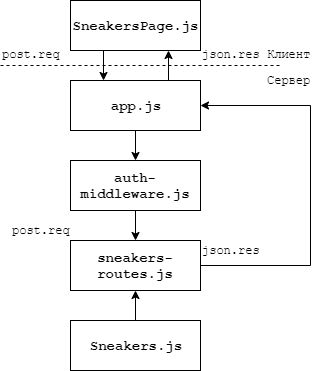 SneakersPage.js
post.req
json.res Клиент
Сервер
app.js
auth-
middleware.js
post.req
sneakers-
routes.js
json.res
Sneakers.js